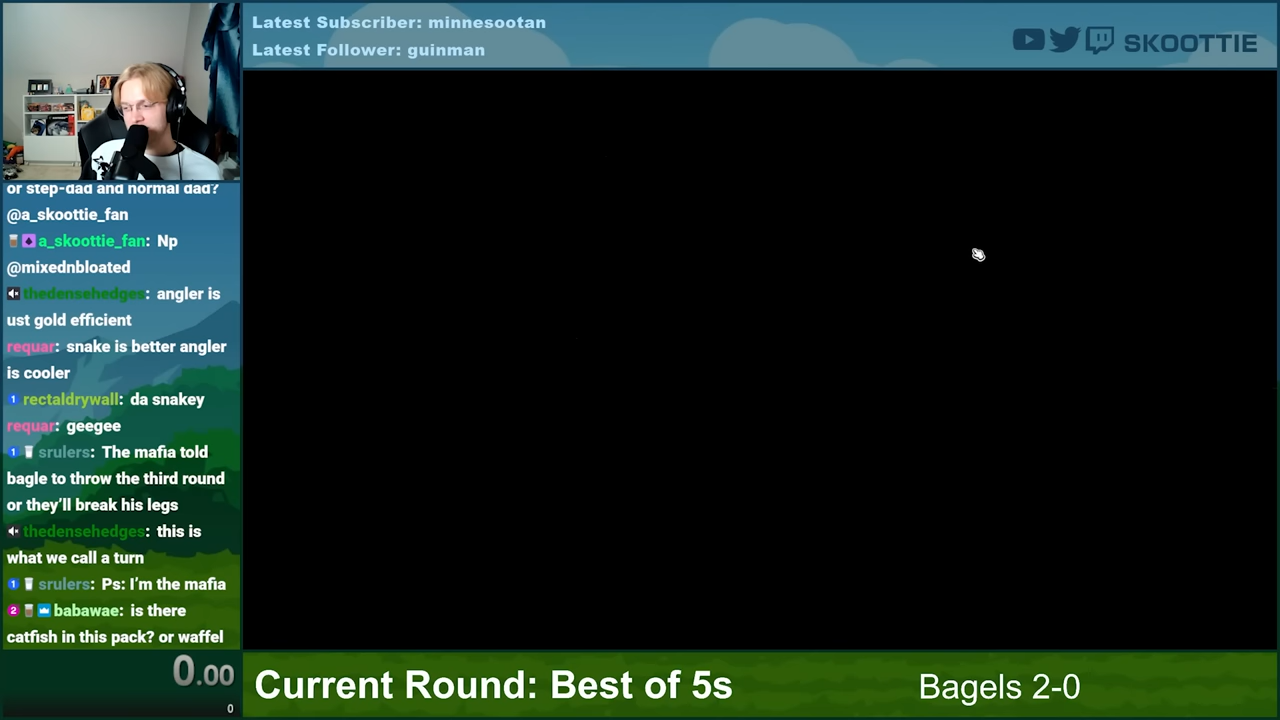 Latest Subscriber: minnesootan
Latest Follower: guinman
SKOOTTIE
or step-dad and normal dad?
@a_skoottie_fan
a_skoottie_fan: Np
@mixednbloated
thedensehedges: angler is
ust gold efficient
requar: snake is better angler
is cooler
1 rectaldrywall: da snakey
requar: geegee
1 srulers: The mafia told
bagle to throw the third round
or they'll break his legs
thedensehedges: this is
what we call a turn
1 srulers: Ps: I'm the mafia
2 babawae: is there
catfish in this pack? or waffel
0.00
0
Current Round: Best of 5s
Bagels 2-0